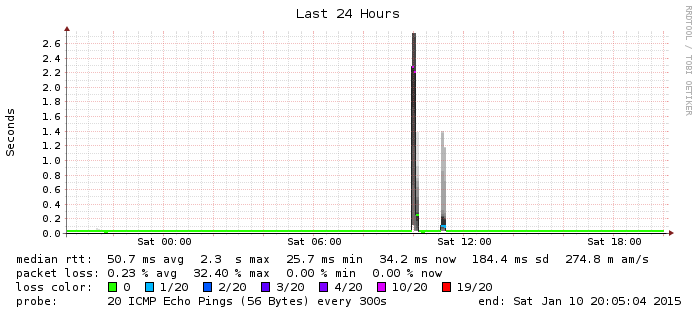 Last 24 Hours
RRDTOOL / TOBI OETIKER
Seconds
2.6
2.4
2.2
2.0
1.8
1.6
1.4
1.2
1.0
0.8
0.6
0.4
0.2
0.0
Sat 00:00 Sat 06:00 Sat 12:00 Sat 18:00
median rtt: 50.7 ms avg 2.3 s max 25.7 ms min 34.2 ms now 184.4 ms sd 274.8 m am/s
packet loss: 0.23 % avg 32.40 % max 0.00 % min 0.00 % now
loss color: 0 1/20 2/20 3/20 4/20 10/20 19/20
probe: 20 ICMP Echo Pings (56 Bytes) every 300s end: Sat Jan 10 20:05:04 2015